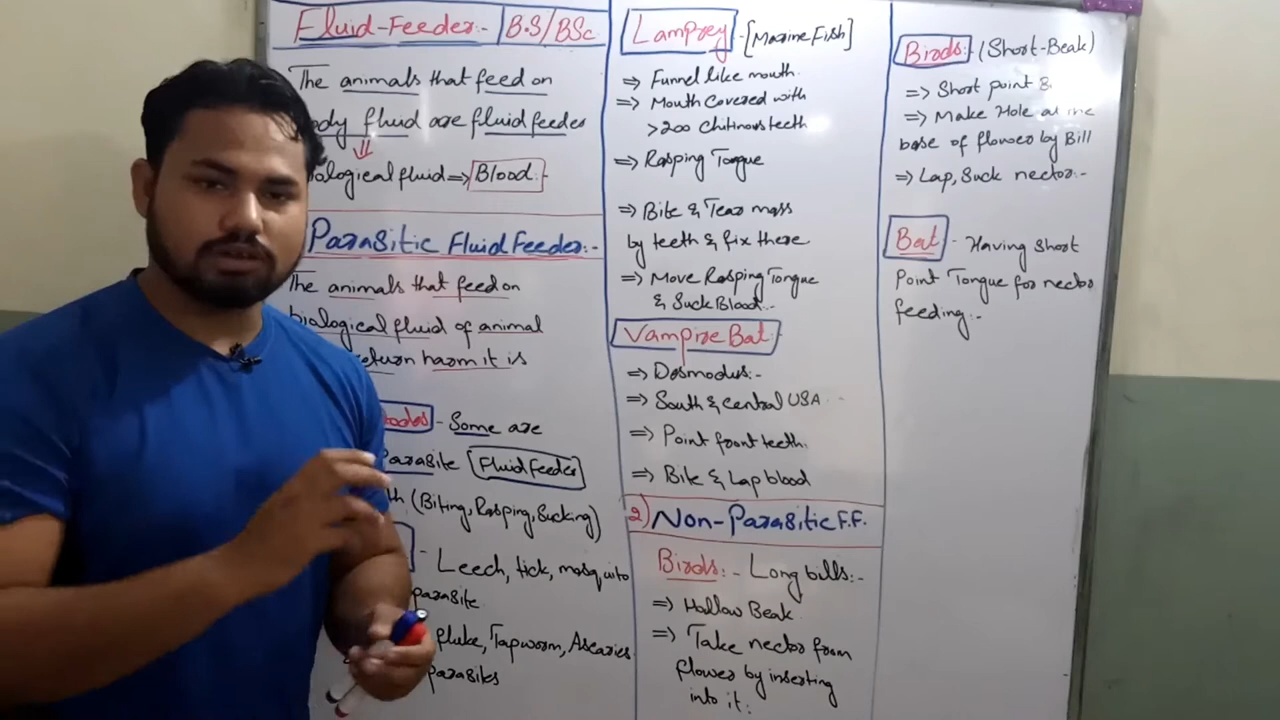 Fluid-Feeder:- B.S/BSc
The animals that feed on
body fluid are fluid feeder
⇓
iological fluid ⇒ Blood:-
Parasitic Fluid Feeder:-
The animals that feed on
biological fluid of animal
return harm it is
- Some are
Parasite [Fluid feeder]
(Biting, Rasping, Sucking)
- Leech, tick, mosquito
parasite
fluke, Tapworm, Ascaries
parasites
Lamprey - [Marine Fish]
⇒ Funnel like mouth.
⇒ Mouth covered with
>200 Chitinous teeth
⇒ Rasping Tongue
⇒ Bite & Tear mass
by teeth & fix there
⇒ Move Rasping Tongue
& Suck Blood:-
Vampire Bat:-
⇒ Desmodus:-
⇒ South & central USA -
⇒ Point front teeth.
⇒ Bite & Lap blood
2) Non-Parasitic F.F.
Birds:- Long bills:-
⇒ Hallow Beak
⇒ Take nector from
flower by inserting
into it:
Birds:- (Short-Beak)
⇒ Short point &
⇒ Make Hole at the
base of flower by Bill
⇒ Lap, Suck nector:-
Bat - Having short
Point Tongue for nector
feeding:-